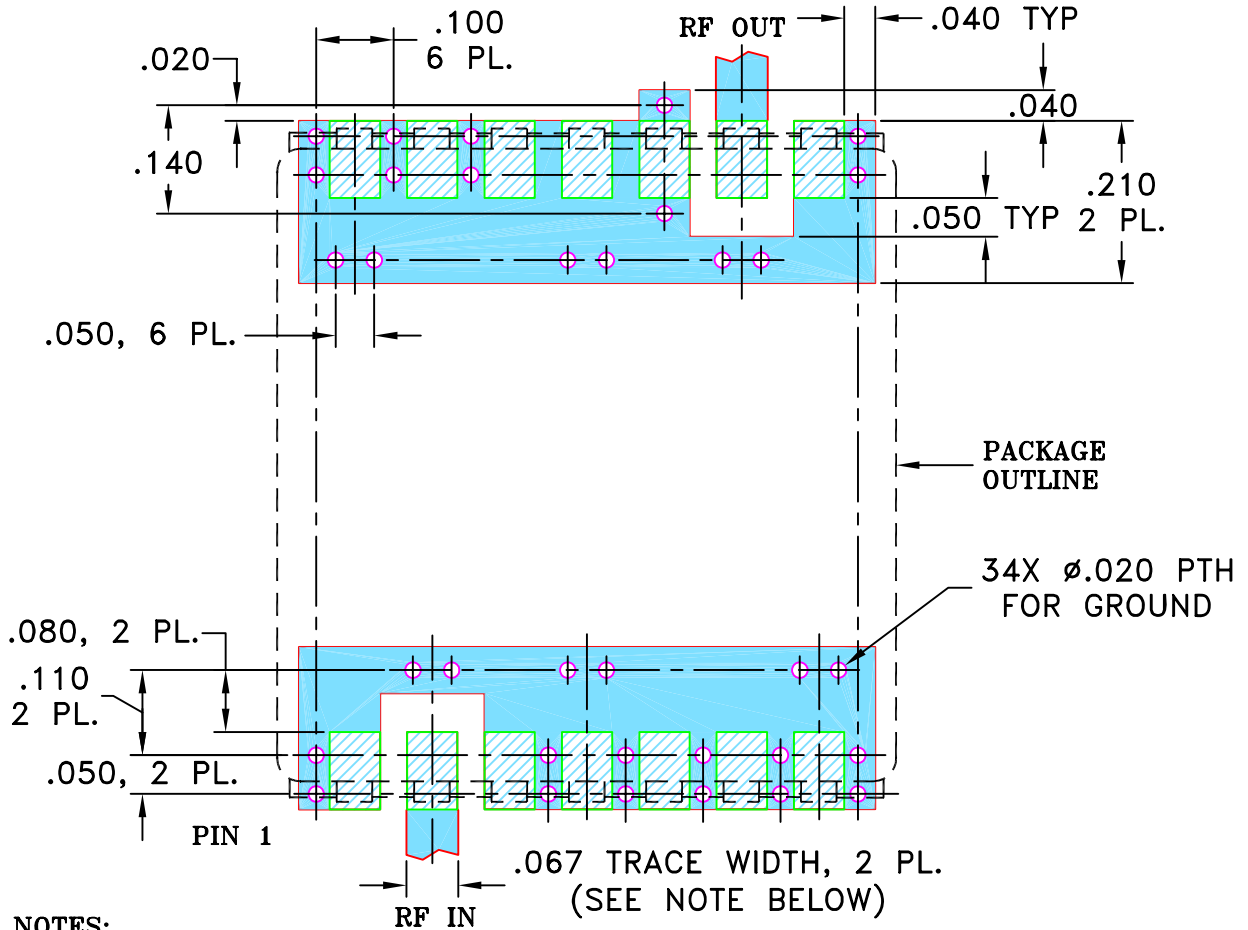 .100
6 PL.
RF OUT
.040 TYP
.020
.040
.140
.210
2 PL.
.050 TYP
.050, 6 PL.
PACKAGE
OUTLINE
34X ø.020 PTH
FOR GROUND
.080, 2 PL.
.110
2 PL.
.050, 2 PL.
PIN 1
.067 TRACE WIDTH, 2 PL.
(SEE NOTE BELOW)
RF IN
NOTES: